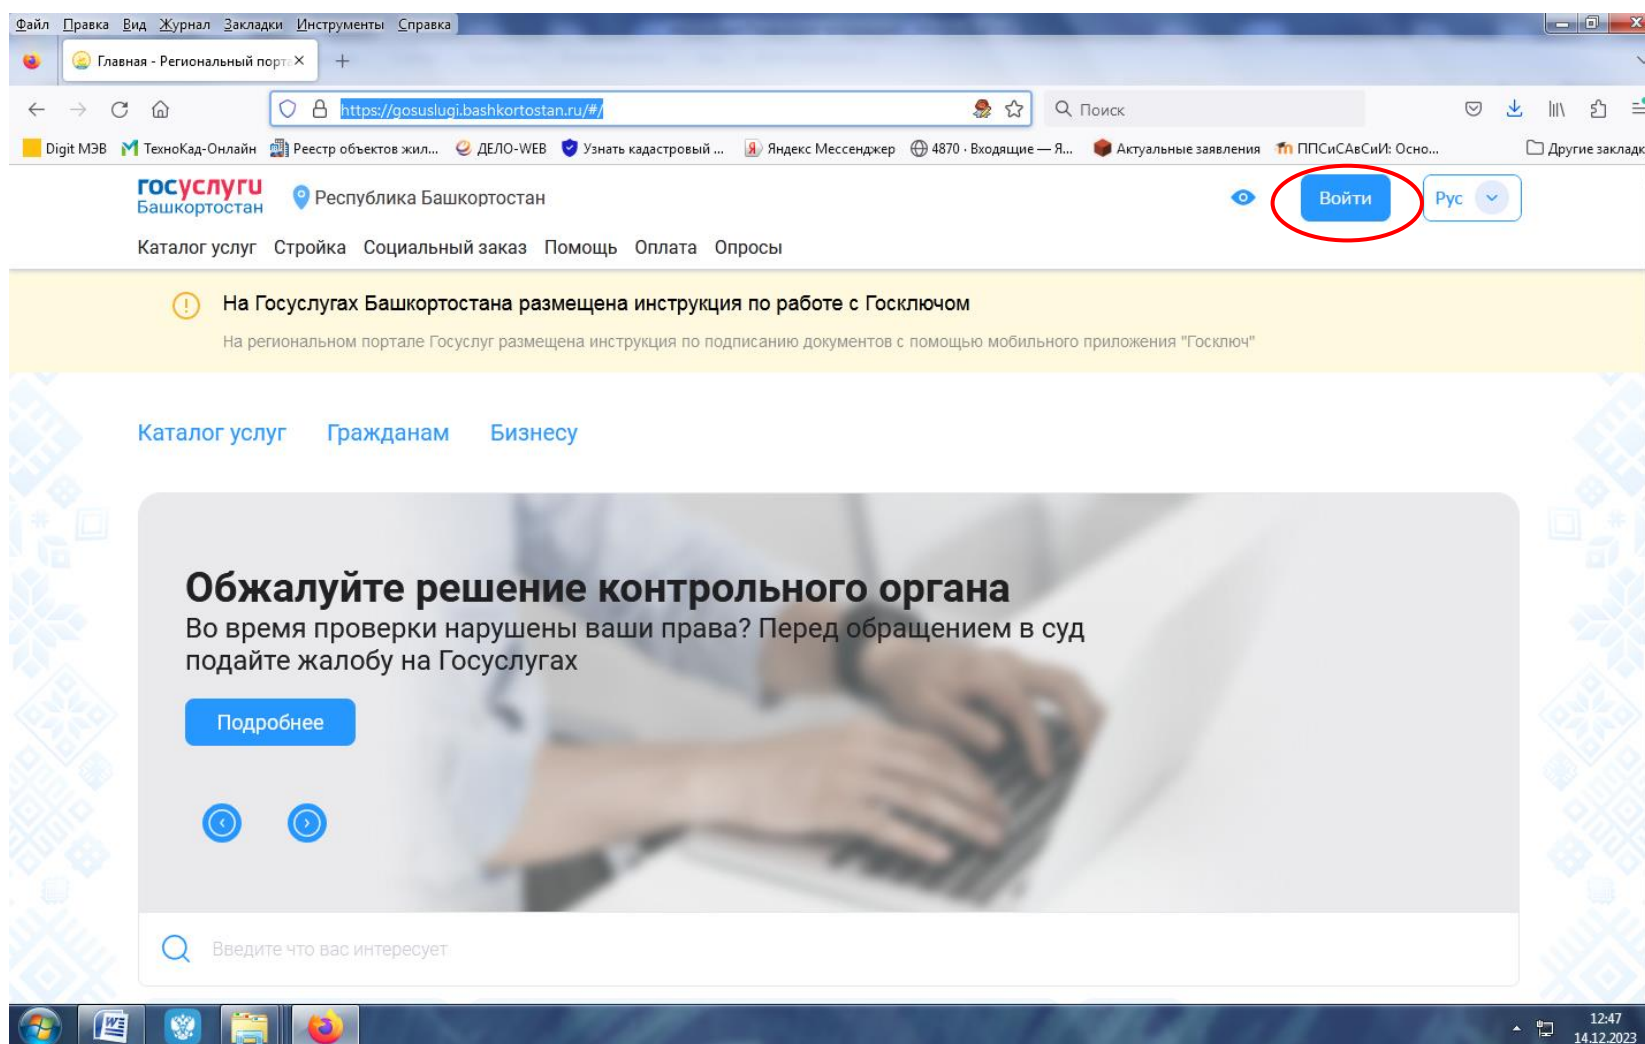 Файл Правка Вид Журнал Закладки Инструменты Справка
Главная - Региональный порта
https://gosuslugi.bashkortostan.ru/#/
Поиск
Digit МЭВ ТехноКад-Онлайн Реестр объектов жил... ДЕЛО-WEB Узнать кадастровый ... Яндекс Мессенджер 4870 · Входящие — Я... Актуальные заявления ППСиСАвСиИ: Осно... Другие закладк
госуслуги
Башкортостан
Республика Башкортостан
Войти
Рус
Каталог услуг Стройка Социальный заказ Помощь Оплата Опросы
На Госуслугах Башкортостана размещена инструкция по работе с Госключом
На региональном портале Госуслуг размещена инструкция по подписанию документов с помощью мобильного приложения "Госключ"
Каталог услуг Гражданам Бизнесу
Обжалуйте решение контрольного органа
Во время проверки нарушены ваши права? Перед обращением в суд
подайте жалобу на Госуслугах
Подробнее
Введите что вас интересует
12:47
14.12.2023